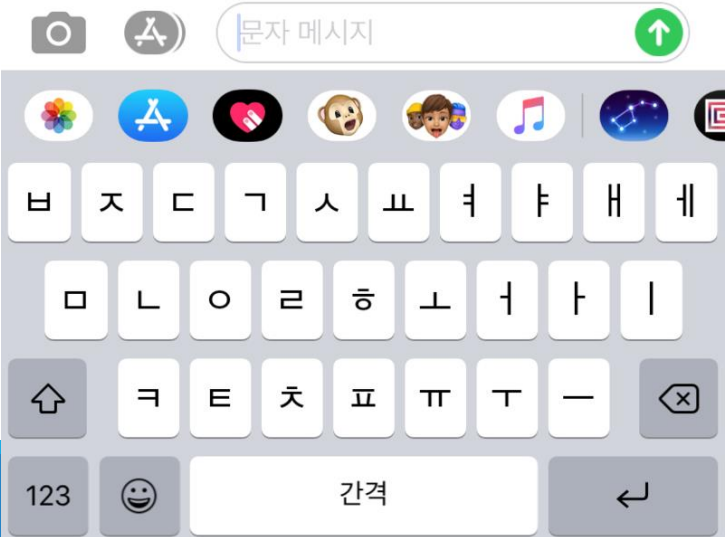 문자 메시지
ㅂ ㅈ ㄷ ㄱ ㅅ ㅛ ㅕ ㅑ ㅐ ㅔ
ㅁ ㄴ ㅇ ㄹ ㅎ ㅗ ㅓ ㅏ ㅣ
ㅋ ㅌ ㅊ ㅍ ㅠ ㅜ ㅡ
123 간격